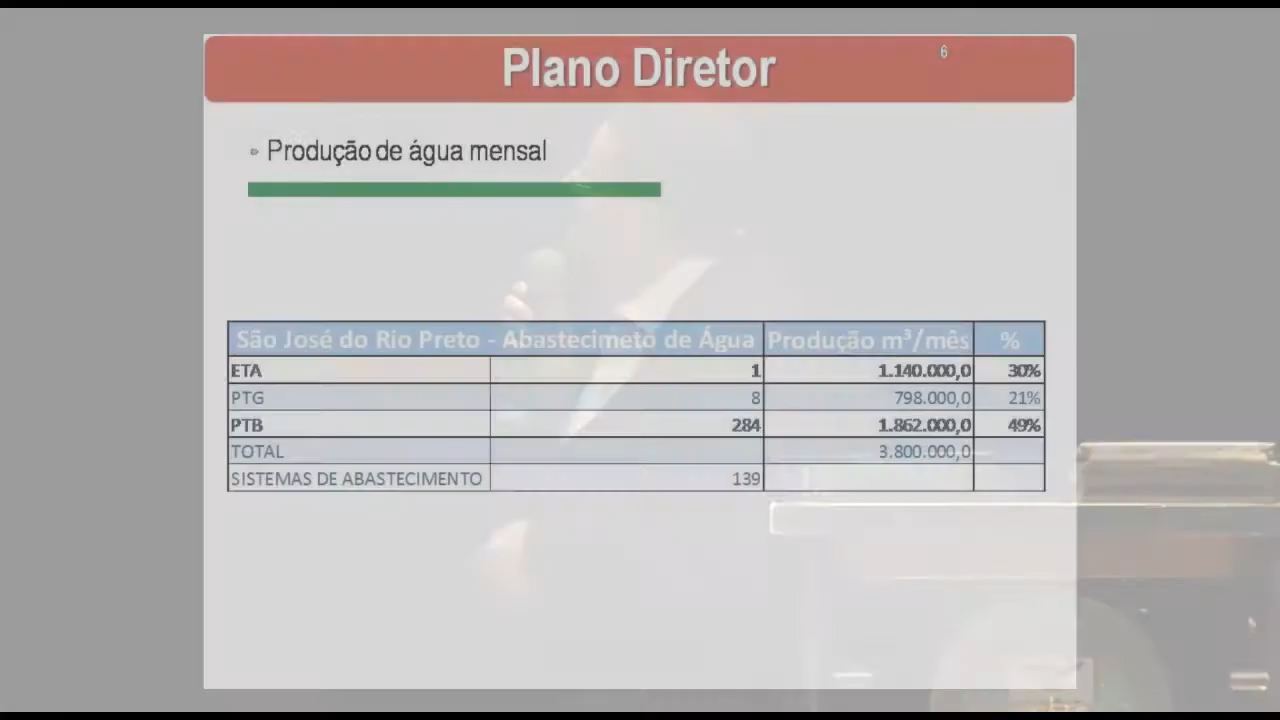 Plano Diretor 6
Produção de água mensal
São José do Rio Preto - Abastecimeto de Água Produção m³/mês %
ETA 1 1.140.000,0 30%
PTG 8 798.000,0 21%
PTB 284 1.862.000,0 49%
TOTAL 3.800.000,0
SISTEMAS DE ABASTECIMENTO 139